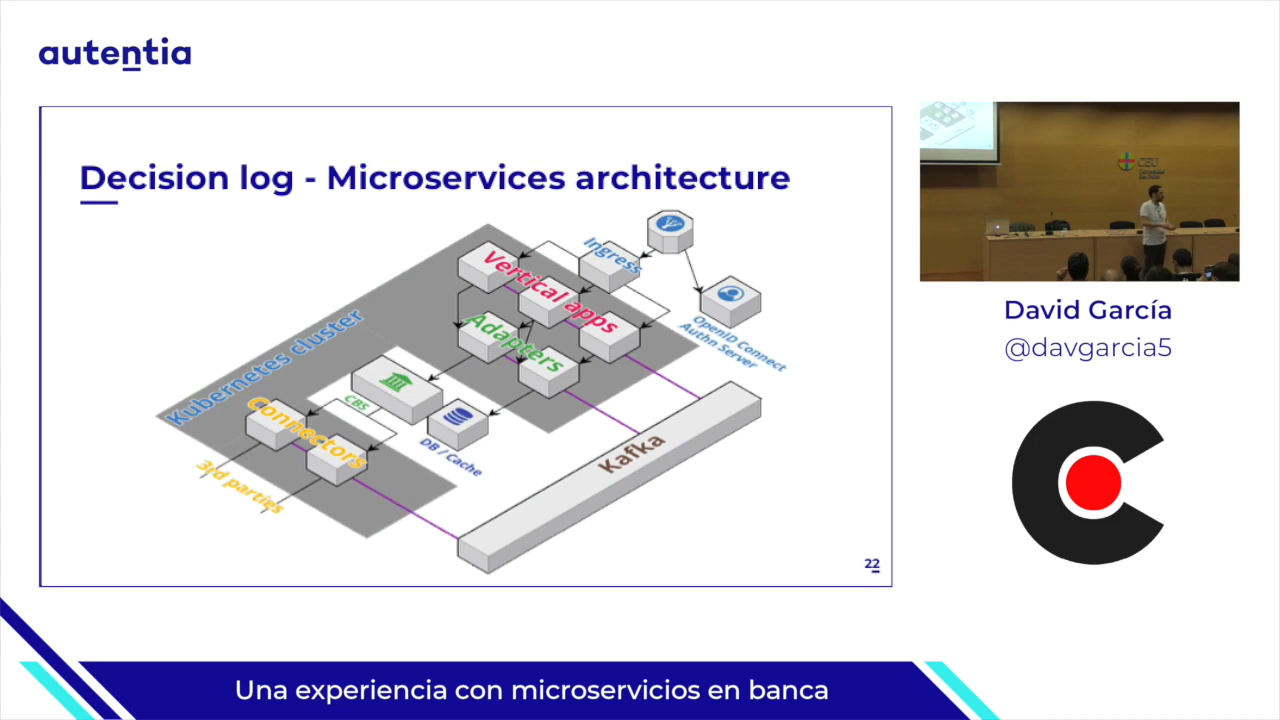 autentia
Decision log - Microservices architecture
Ingress
Vertical apps
Adapters
OpenID Connect
Authn Server
Kubernetes cluster
CBS
Connectors
DB / Cache
3rd parties
Kafka
22
CEU
David García
@davgarcia5
Una experiencia con microservicios en banca